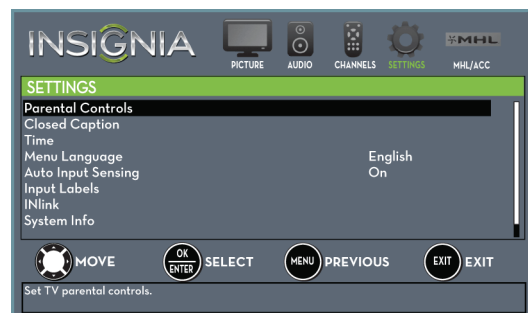 INSIGNIA
PICTURE AUDIO CHANNELS SETTINGS MHL MHL/ACC
SETTINGS
Parental Controls
Closed Caption
Time
Menu Language English
Auto Input Sensing On
Input Labels
INlink
System Info
MOVE OK ENTER SELECT MENU PREVIOUS EXIT EXIT
Set TV parental controls.